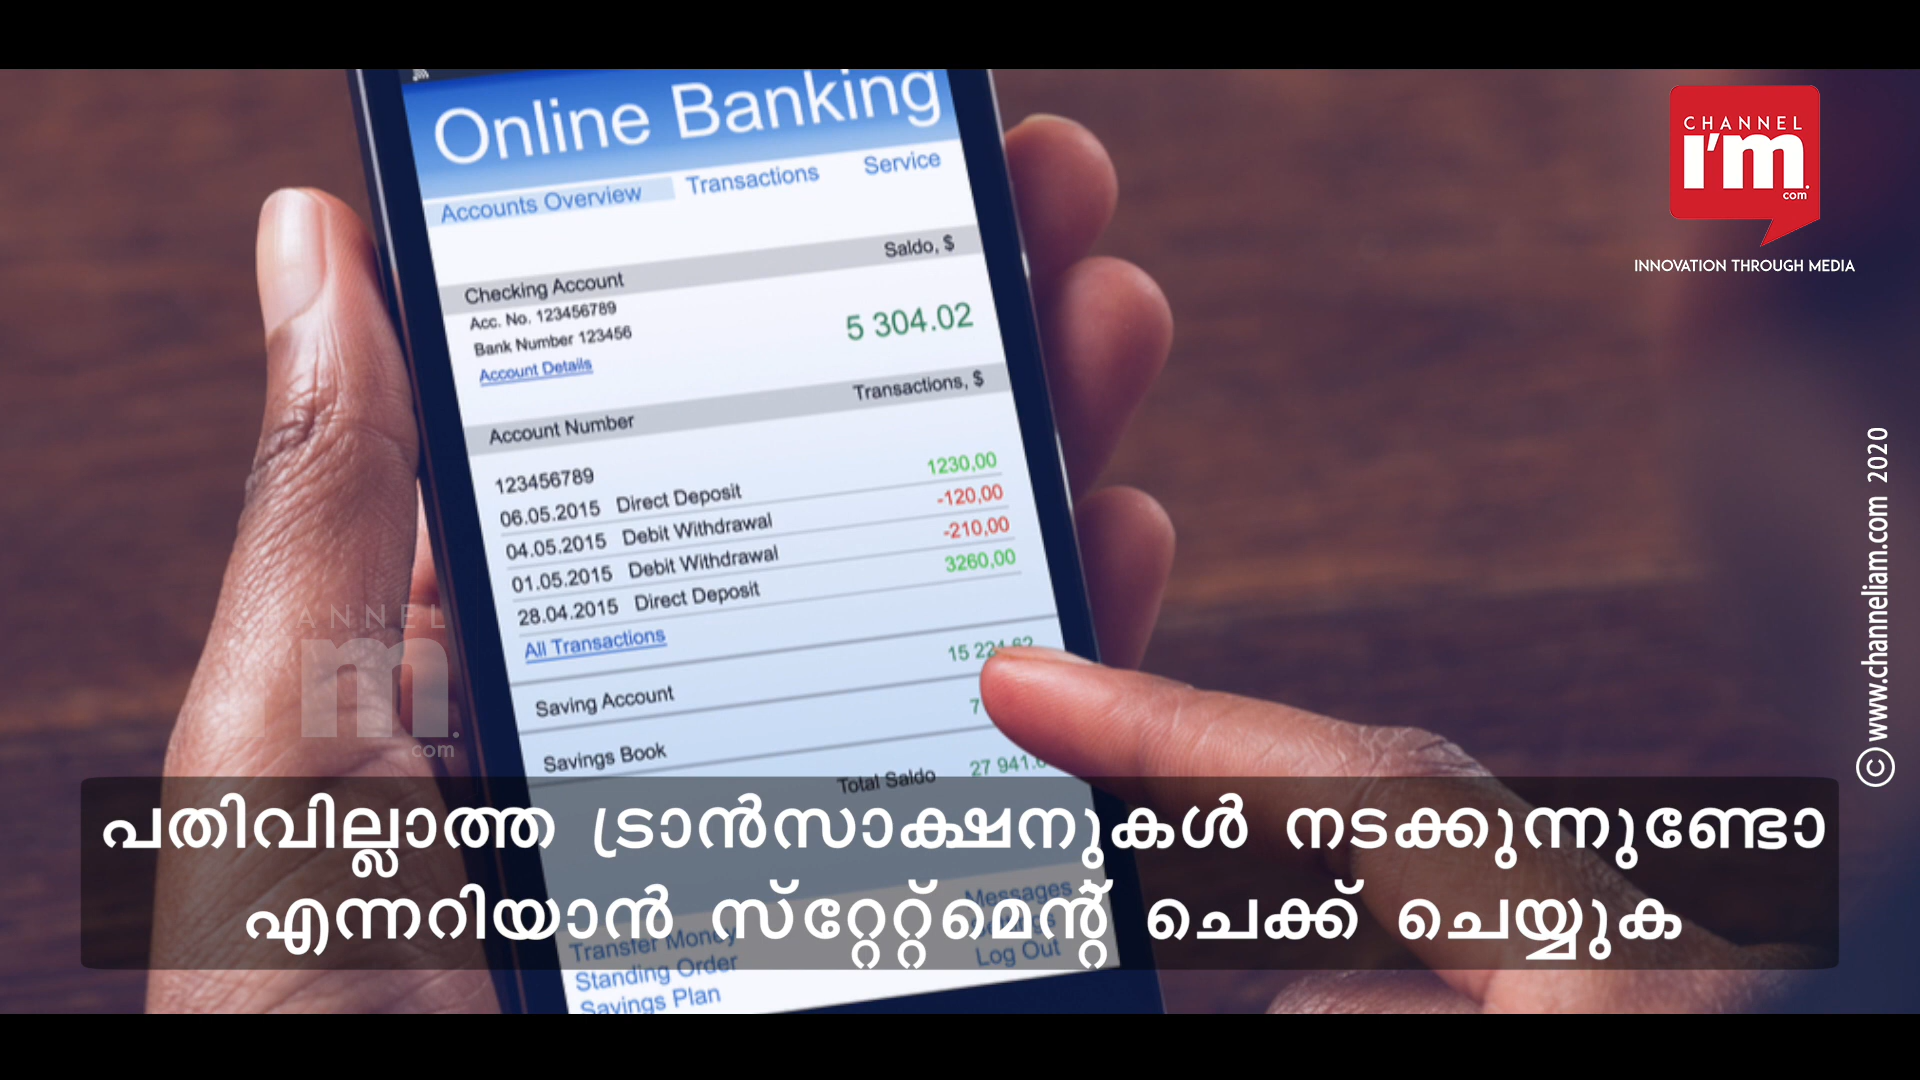 Online Banking
CHANNEL
i'm.
com
INNOVATION THROUGH MEDIA
Accounts Overview Transactions Service
Saldo, $
Checking Account
Acc. No. 123456789
Bank Number 123456
5 304.02
Account Details
Transactions, $
Account Number
123456789
06.05.2015 Direct Deposit 1230,00
04.05.2015 Debit Withdrawal -120,00
01.05.2015 Debit Withdrawal -210,00
28.04.2015 Direct Deposit 3260,00
All Transactions
Saving Account
Savings Book
Total Saldo
CHANNEL
i'm.
com
© www.channeliam.com 2020
പതിവില്ലാത്ത ട്രാൻസാക്ഷനുകൾ നടക്കുന്നുണ്ടോ
എന്നറിയാൻ സ്റ്റേറ്റ്മെന്റ് ചെക്ക് ചെയ്യുക
Messages
Transfer Money
Standing Order Log Out
Savings Plan